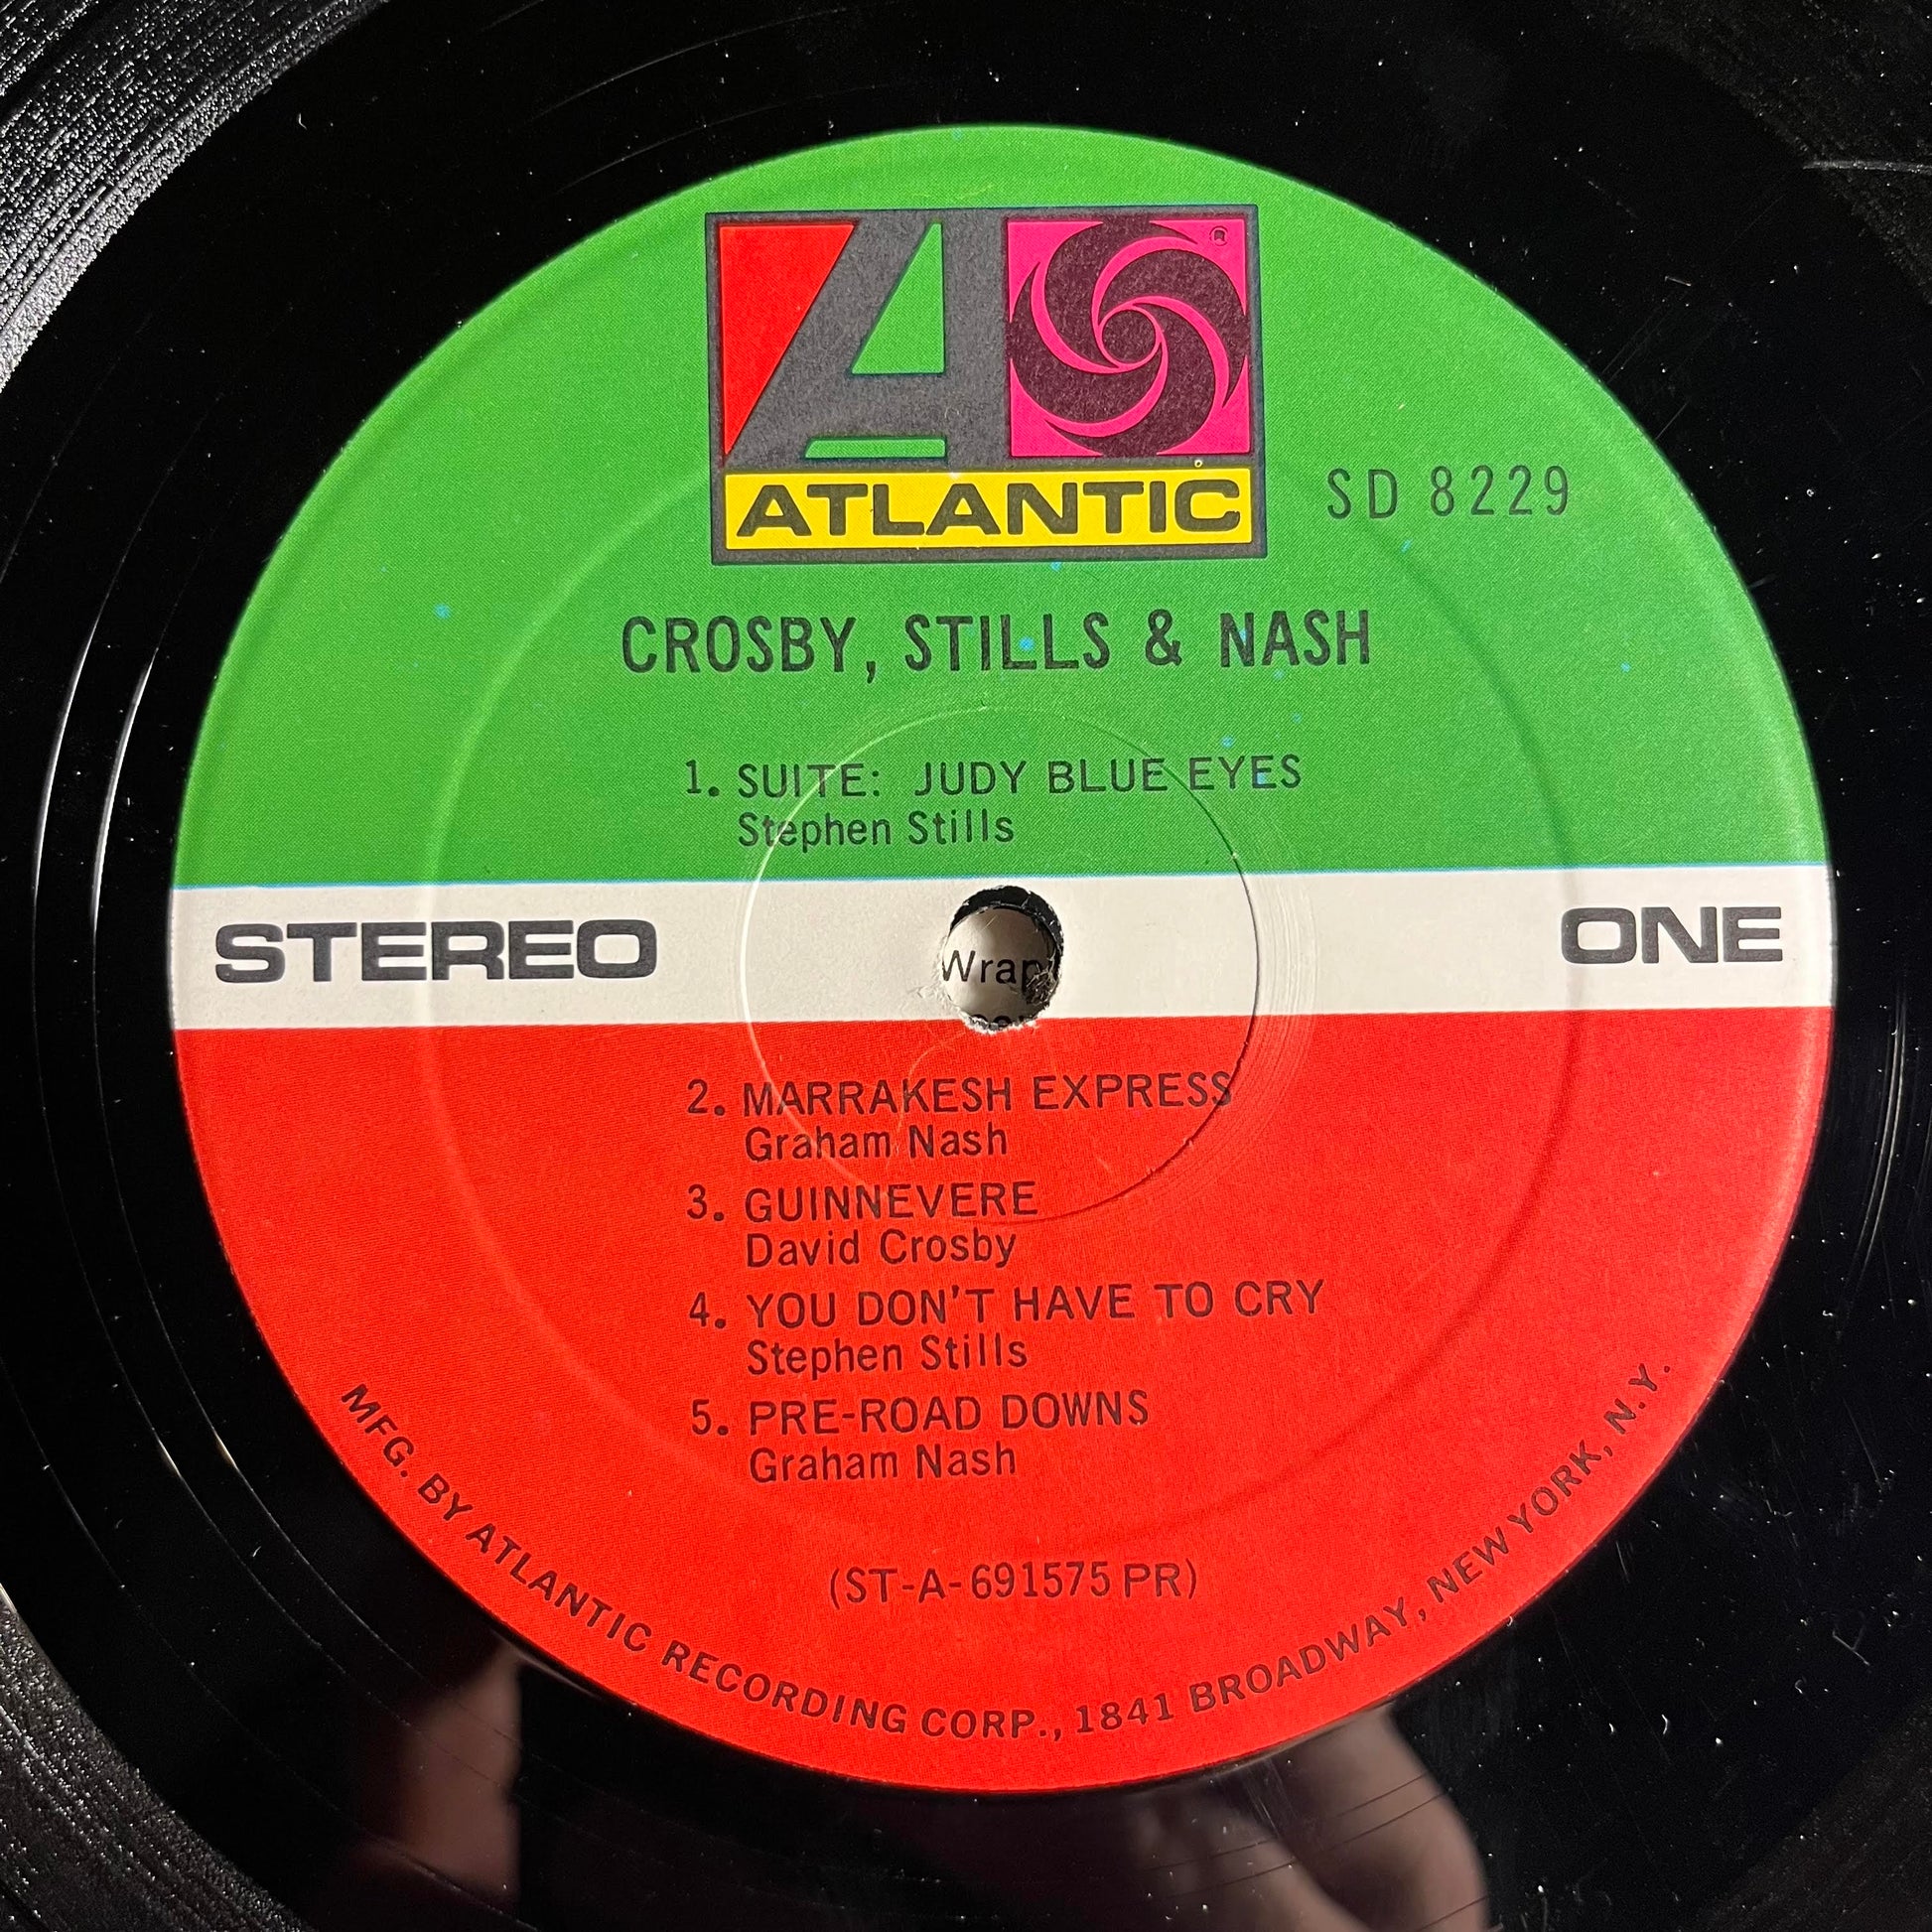 A
ATLANTIC
®
SD 8229
CROSBY, STILLS & NASH
1. SUITE: JUDY BLUE EYES
Stephen Stills
STEREO
ONE
Wrap
2. MARRAKESH EXPRESS
Graham Nash
3. GUINNEVERE
David Crosby
4. YOU DON'T HAVE TO CRY
Stephen Stills
5. PRE-ROAD DOWNS
Graham Nash
(ST-A-691575 PR)
MFG. BY ATLANTIC RECORDING CORP., 1841 BROADWAY, NEW YORK, N.Y.